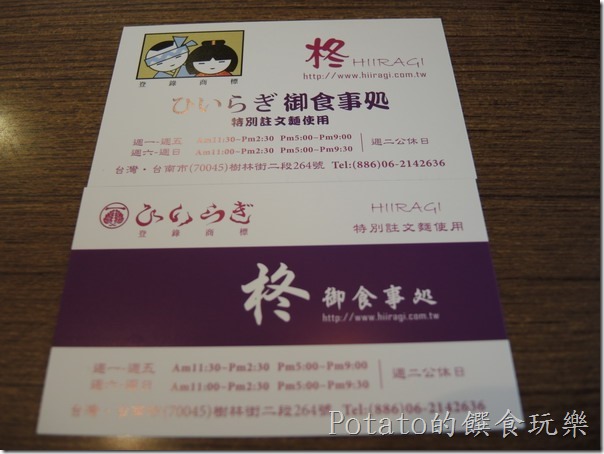 柊 HIIRAGI
http://www.hiiragi.com.tw
登錄商標
ひいらぎ 御食事処
特別註文麵使用
週一-週五 Am11:30~Pm2:30 Pm5:00~Pm9:00
週二公休日
週六-週日 Am11:00~Pm2:30 Pm5:00~Pm9:30
台灣・台南市(70045)樹林街二段264號 Tel:(886)06-2142636
ひいらぎ
登錄商標
HIIRAGI
特別註文麵使用
柊 御食事処
http://www.hiiragi.com.tw
週一-週五 Am11:30~Pm2:30 Pm5:00~Pm9:00
週二公休日
週六-週日 Am11:00~Pm2:30 Pm5:00~Pm9:30
台灣・台南市(70045)樹林街二段264號 Tel:(886)06-2142636
Potato的饌食玩樂